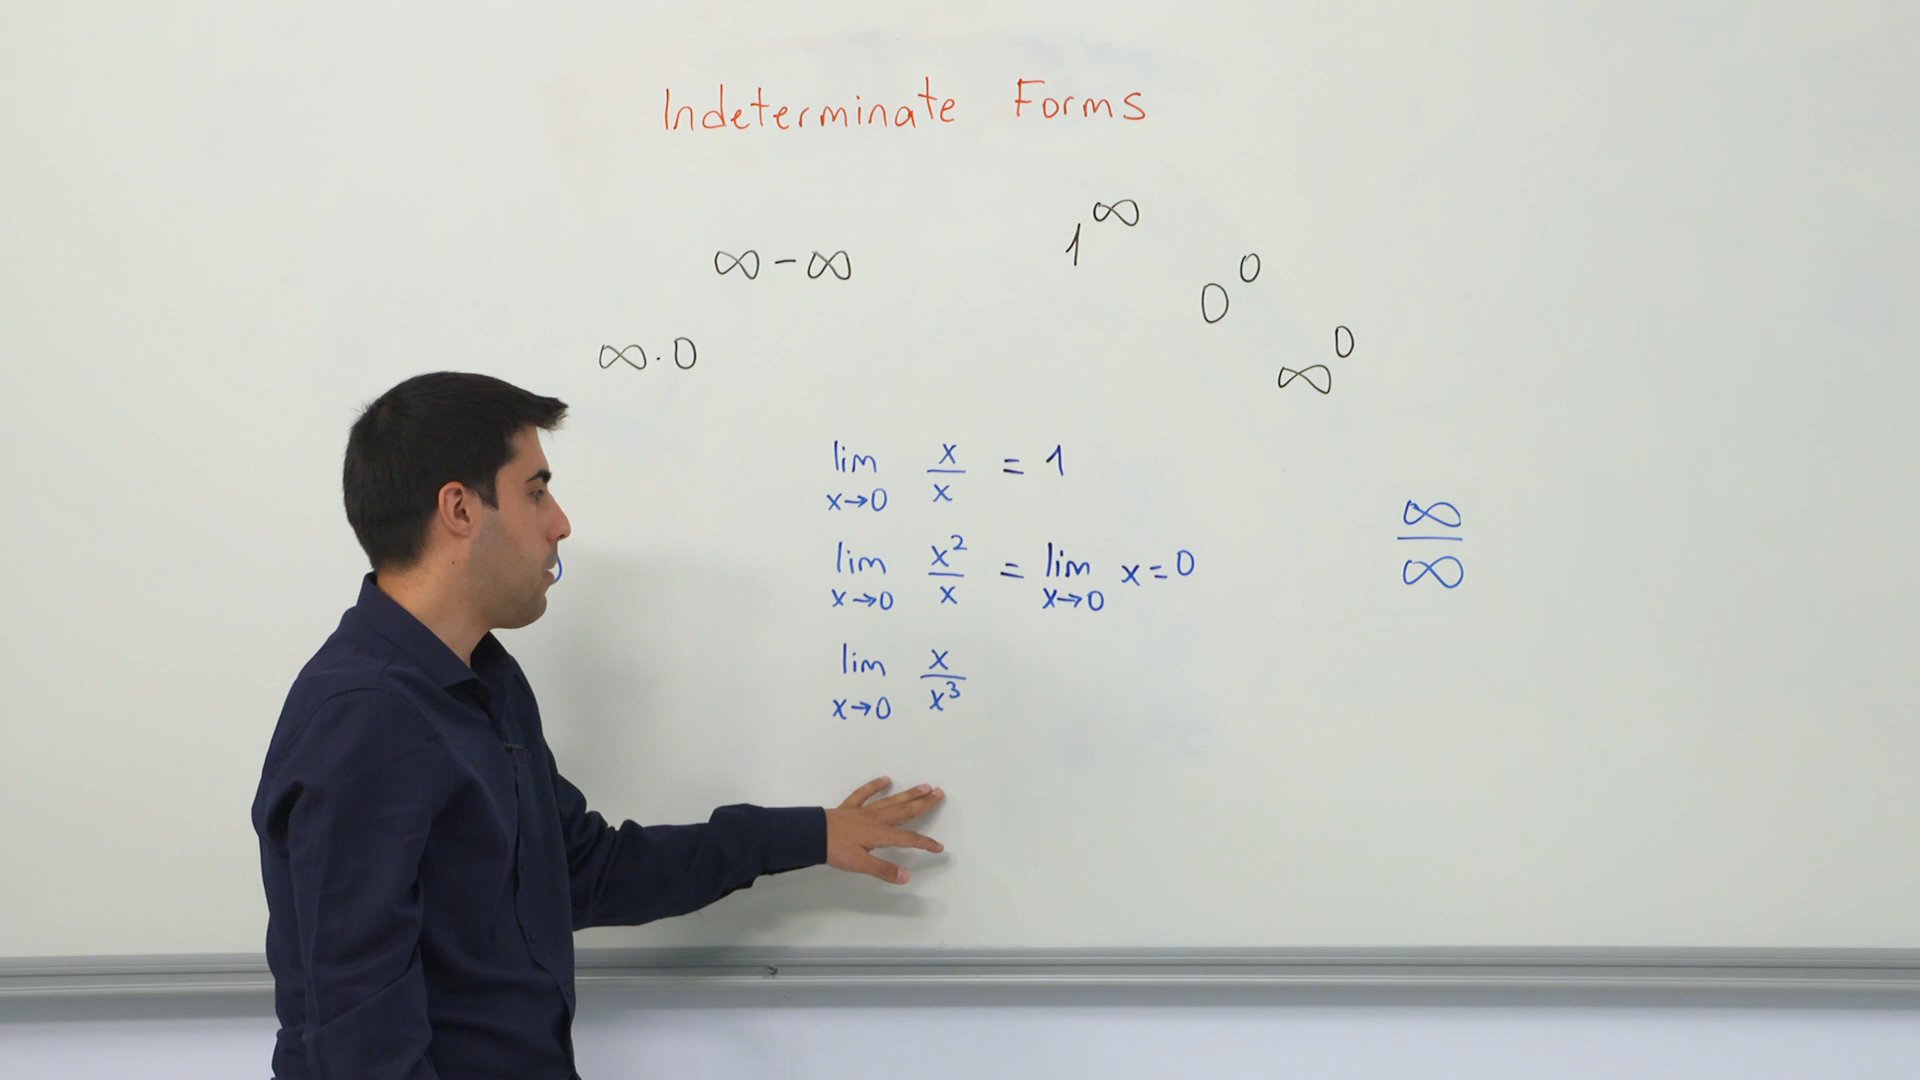 Indeterminate Forms
1^∞
∞ - ∞
0^0
∞ . 0
∞^0
lim x→0 x/x = 1
lim x→0 x²/x = lim x→0 x = 0
∞/∞
lim x→0 x/x³